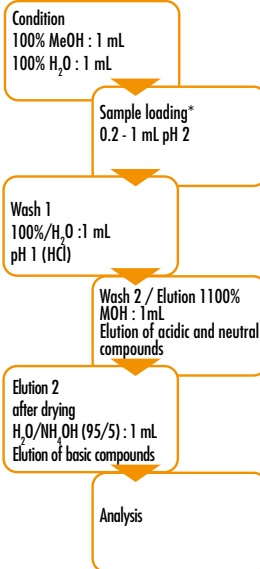 Condition
100% MeOH : 1 mL
100% H₂O : 1 mL
Sample loading*
0.2 - 1 mL pH 2
Wash 1
100%/H₂O :1 mL
pH 1 (HCl)
Wash 2 / Elution 1100%
MOH : 1mL
Elution of acidic and neutral
compounds
Elution 2
after drying
H₂O/NH₄OH (95/5) : 1 mL
Elution of basic compounds
Analysis